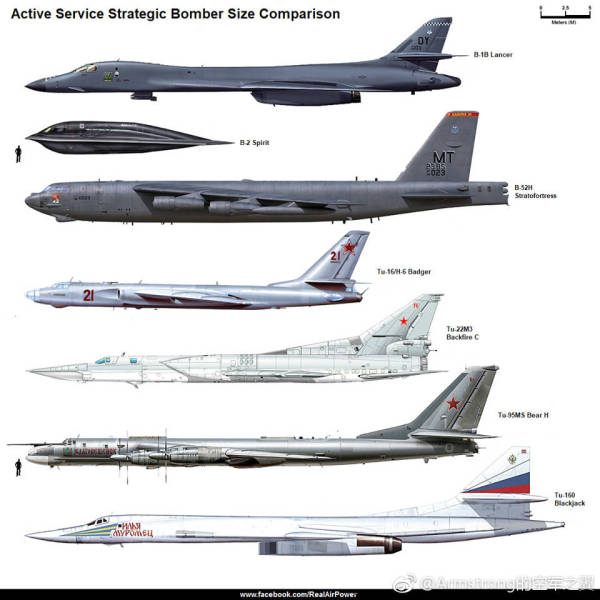 Active Service Strategic Bomber Size Comparison
0 2.5 5
Meters (M)
DY
B-1B Lancer
B-2 Spirit
MT
023
B-52H
Stratofortress
21
21
Tu-16/H-6 Badger
Tu-22M3
Backfire C
Tu-95MS Bear H
Tu-160
Blackjack
ИЛЬЯ
МУРОМЕЦ
www.facebook.com/RealAirPower
@Armstrong的空军之翼